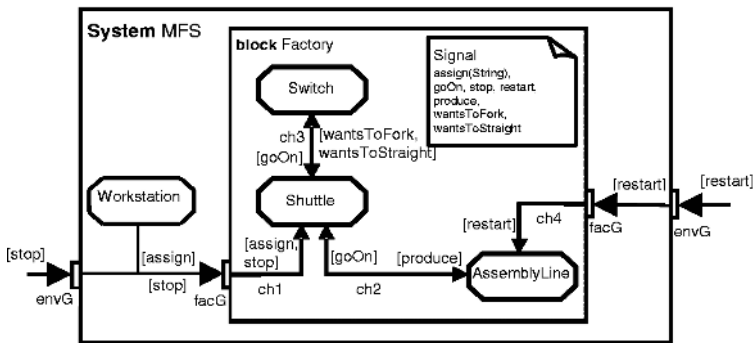 System MFS
block Factory
Signal
assign(String),
goOn, stop, restart,
produce,
wantsToFork,
wantsToStraight
Switch
ch3
[wantsToFork,
wantsToStraight]
[goOn]
Workstation
Shuttle
[restart]
[restart]
[restart]
ch4
facG
envG
[stop]
[assign]
[stop]
envG
facG
[assign,
stop]
ch1
[goOn]
ch2
[produce]
AssemblyLine